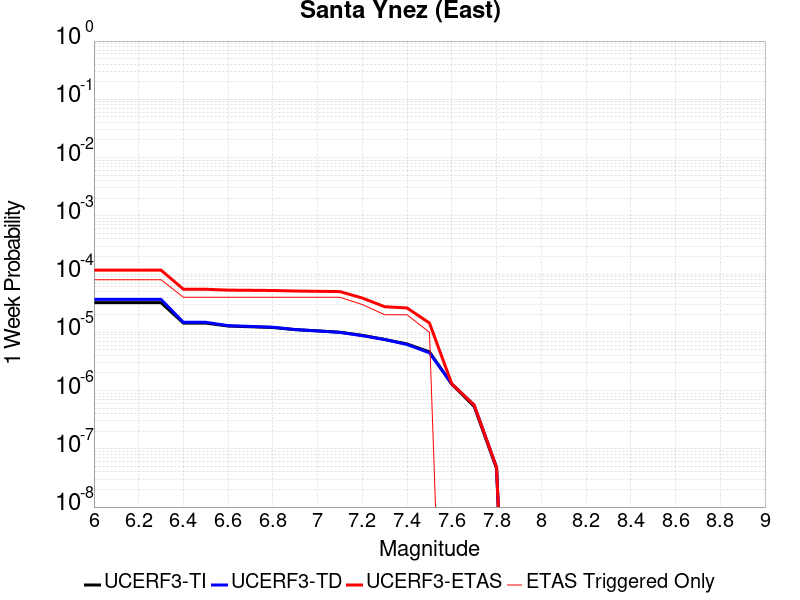 Santa Ynez (East)
10^0
10^-1
10^-2
10^-3
10^-4
10^-5
10^-6
10^-7
10^-8
1 Week Probability
6 6.2 6.4 6.6 6.8 7 7.2 7.4 7.6 7.8 8 8.2 8.4 8.6 8.8 9
Magnitude
UCERF3-TI UCERF3-TD UCERF3-ETAS ETAS Triggered Only